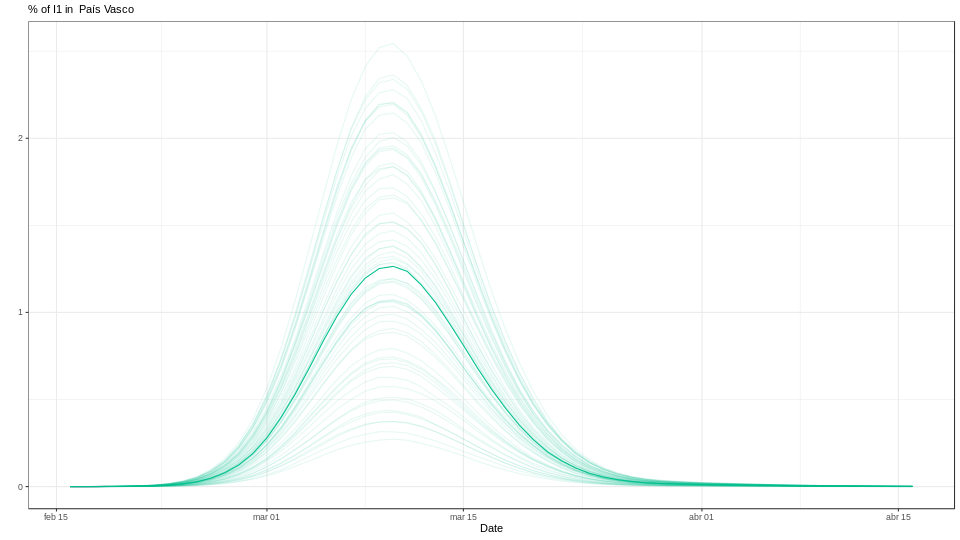 % of I1 in  País Vasco
2
1
0
feb 15
mar 01
mar 15
abr 01
abr 15
Date